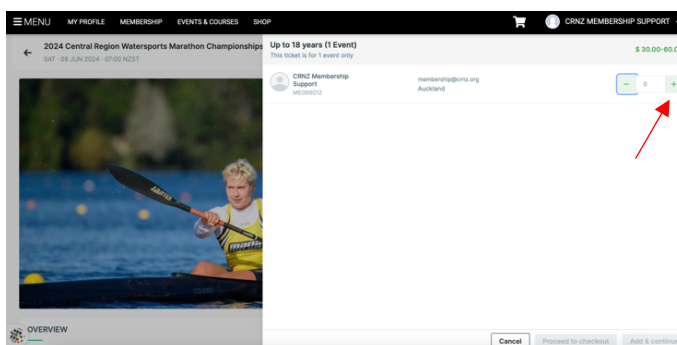 MENU MY PROFILE MEMBERSHIP EVENTS & COURSES SHOP CRNZ MEMBERSHIP SUPPORT
2024 Central Region Watersports Marathon Championships
SAT - 08 JUN 2024 - 07:00 NZST
Up to 18 years (1 Event)
This ticket is for 1 event only
$ 30.00-60.0
CRNZ Membership
Support
ME000012
membership@crnz.org
Auckland
− 0 +
OVERVIEW
Cancel Proceed to checkout Add & continue